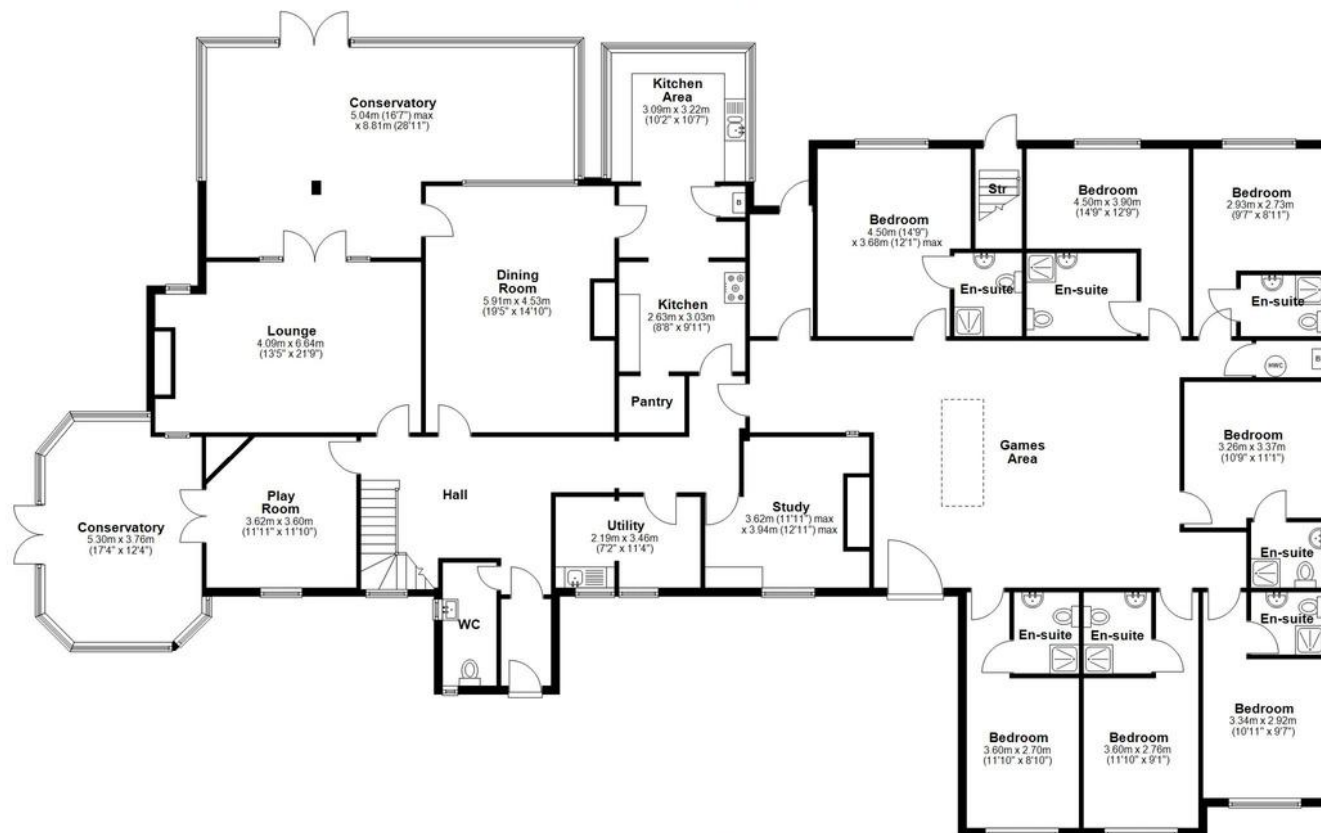 Conservatory
5.04m (16'7") max
x 8.81m (28'11")
Kitchen
Area
3.09m x 3.22m
(10'2" x 10'7")
B
Bedroom
4.50m (14'9")
x 3.68m (12'1") max
Str
Bedroom
4.50m x 3.90m
(14'9" x 12'9")
Bedroom
2.93m x 2.73m
(9'7" x 8'11")
Dining
Room
5.91m x 4.53m
(19'5" x 14'10")
Kitchen
2.63m x 3.03m
(8'8" x 9'11")
En-suite
En-suite
En-suite
Lounge
4.09m x 6.64m
(13'5" x 21'9")
HWC
B
Pantry
Games
Area
Bedroom
3.26m x 3.37m
(10'9" x 11'1")
Conservatory
5.30m x 3.76m
(17'4" x 12'4")
Play
Room
3.62m x 3.60m
(11'11" x 11'10")
Hall
Utility
2.19m x 3.46m
(7'2" x 11'4")
Study
3.62m (11'11") max
x 3.94m (12'11") max
En-suite
WC
En-suite
En-suite
En-suite
Bedroom
3.60m x 2.70m
(11'10" x 8'10")
Bedroom
3.60m x 2.76m
(11'10" x 9'1")
Bedroom
3.34m x 2.92m
(10'11" x 9'7")